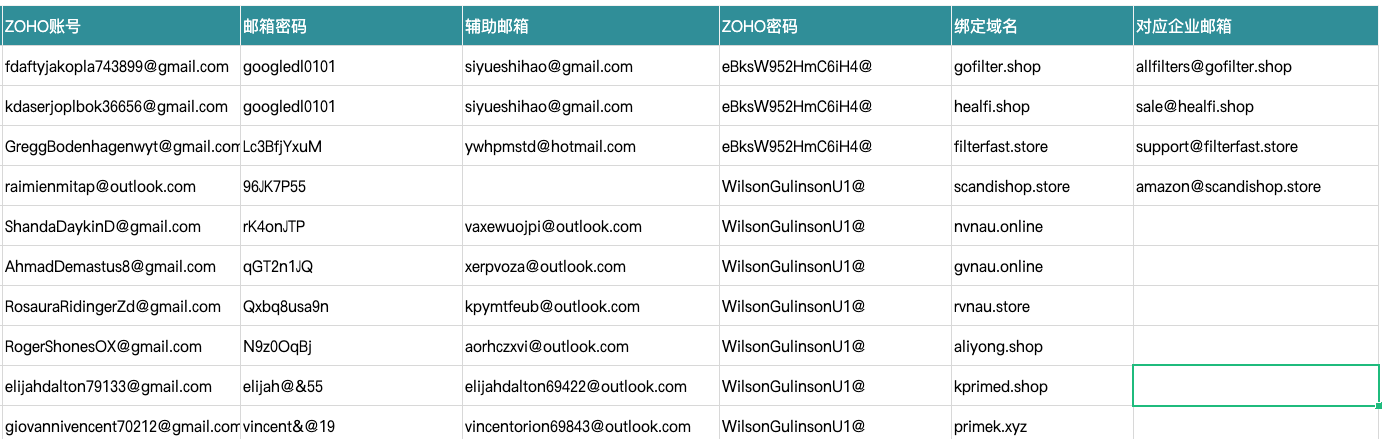 ZOHO账号 邮箱密码 辅助邮箱 ZOHO密码 绑定域名 对应企业邮箱
fdaftyjakopla743899@gmail.com googledl0101 siyueshihao@gmail.com eBksW952HmC6iH4@ gofilter.shop allfilters@gofilter.shop
kdaserjoplbok36656@gmail.com googledl0101 siyueshihao@gmail.com eBksW952HmC6iH4@ healfi.shop sale@healfi.shop
GreggBodenhagenwyt@gmail.com Lc3BfjYxuM ywhpmstd@hotmail.com eBksW952HmC6iH4@ filterfast.store support@filterfast.store
raimienmitap@outlook.com 96JK7P55 WilsonGulinsonU1@ scandishop.store amazon@scandishop.store
ShandaDaykinD@gmail.com rK4onJTP vaxewuojpi@outlook.com WilsonGulinsonU1@ nvnau.online
AhmadDemastus8@gmail.com qGT2n1JQ xerpvoza@outlook.com WilsonGulinsonU1@ gvnau.online
RosauraRidingerZd@gmail.com Qxbq8usa9n kpymtfeub@outlook.com WilsonGulinsonU1@ rvnau.store
RogerShonesOX@gmail.com N9z0OqBj aorhczxvi@outlook.com WilsonGulinsonU1@ aliyong.shop
elijahdalton79133@gmail.com elijah@&55 elijahdalton69422@outlook.com WilsonGulinsonU1@ kprimed.shop
giovannivencent70212@gmail.com vincent&@19 vincentorion69843@outlook.com WilsonGulinsonU1@ primek.xyz